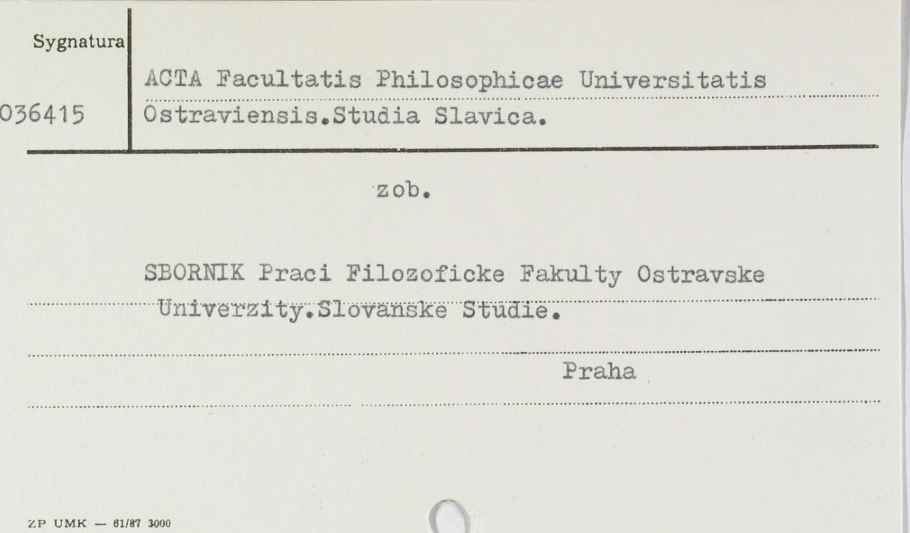 Sygnatura
ACTA Facultatis Philosophicae Universitatis
036415
Ostraviensis.Studia Slavica.
zob.
SBORNIK Praci Filozoficke Fakulty Ostravske
Univerzity.Slovanske Studie.
Praha
ZP UMK — 61/87 3000